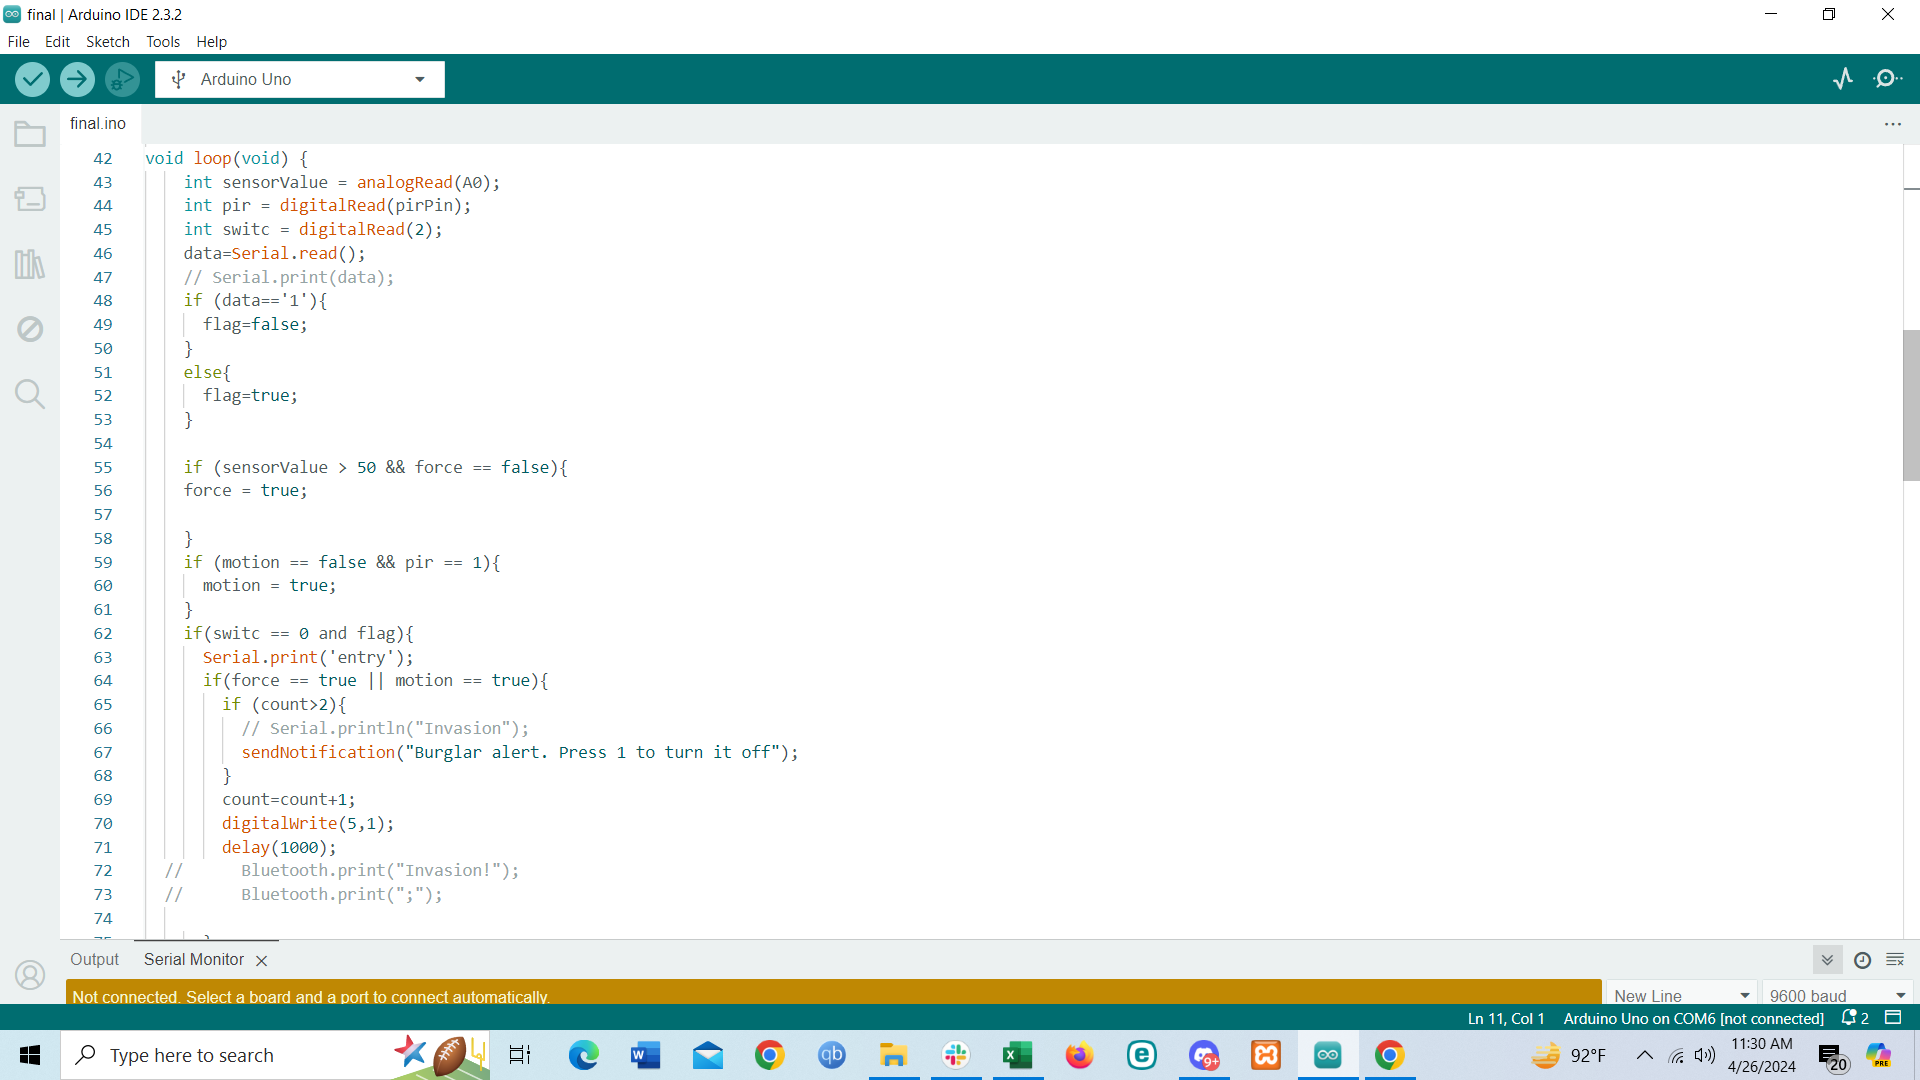 final | Arduino IDE 2.3.2
File Edit Sketch Tools Help
Arduino Uno
final.ino
42 void loop(void) {
43 int sensorValue = analogRead(A0);
44 int pir = digitalRead(pirPin);
45 int switc = digitalRead(2);
46 data=Serial.read();
47 // Serial.print(data);
48 if (data=='1'){
49 flag=false;
50 }
51 else{
52 flag=true;
53 }
54
55 if (sensorValue > 50 && force == false){
56 force = true;
57
58 }
59 if (motion == false && pir == 1){
60 motion = true;
61 }
62 if(switc == 0 and flag){
63 Serial.print('entry');
64 if(force == true || motion == true){
65 if (count>2){
66 // Serial.println("Invasion");
67 sendNotification("Burglar alert. Press 1 to turn it off");
68 }
69 count=count+1;
70 digitalWrite(5,1);
71 delay(1000);
72 // Bluetooth.print("Invasion!");
73 // Bluetooth.print(";");
74
Output Serial Monitor
Not connected. Select a board and a port to connect automatically.
New Line 9600 baud
Ln 11, Col 1 Arduino Uno on COM6 [not connected] 2
Type here to search
qb
9+
92°F
11:30 AM
4/26/2024
20
PRE